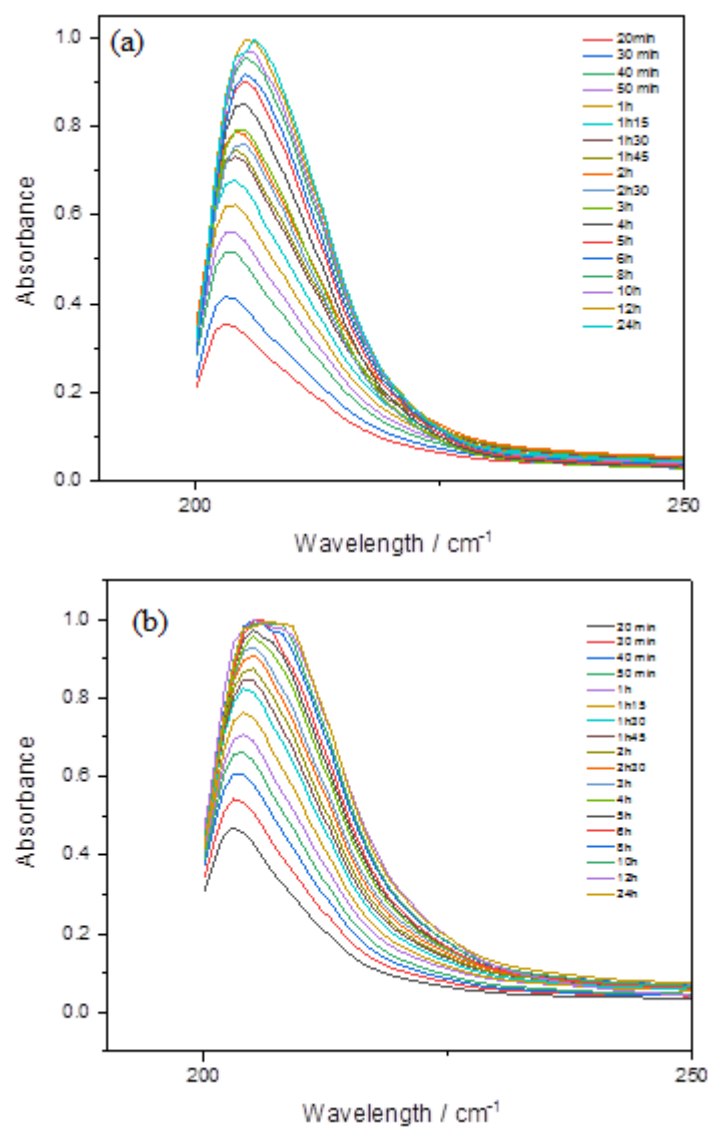 (a)
1.0
0.8
0.6
0.4
0.2
0.0
Absorbance
200
250
Wavelength / cm⁻¹
20min
30 min
40 min
50 min
1h
1h15
1h30
1h45
2h
2h30
3h
4h
5h
6h
8h
10h
12h
24h
(b)
1.0
0.8
0.6
0.4
0.2
0.0
Absorbance
200
250
Wavelength / cm⁻¹
20 min
30 min
40 min
50 min
1h
1h15
1h30
1h45
2h
2h30
3h
4h
5h
6h
8h
10h
12h
24h